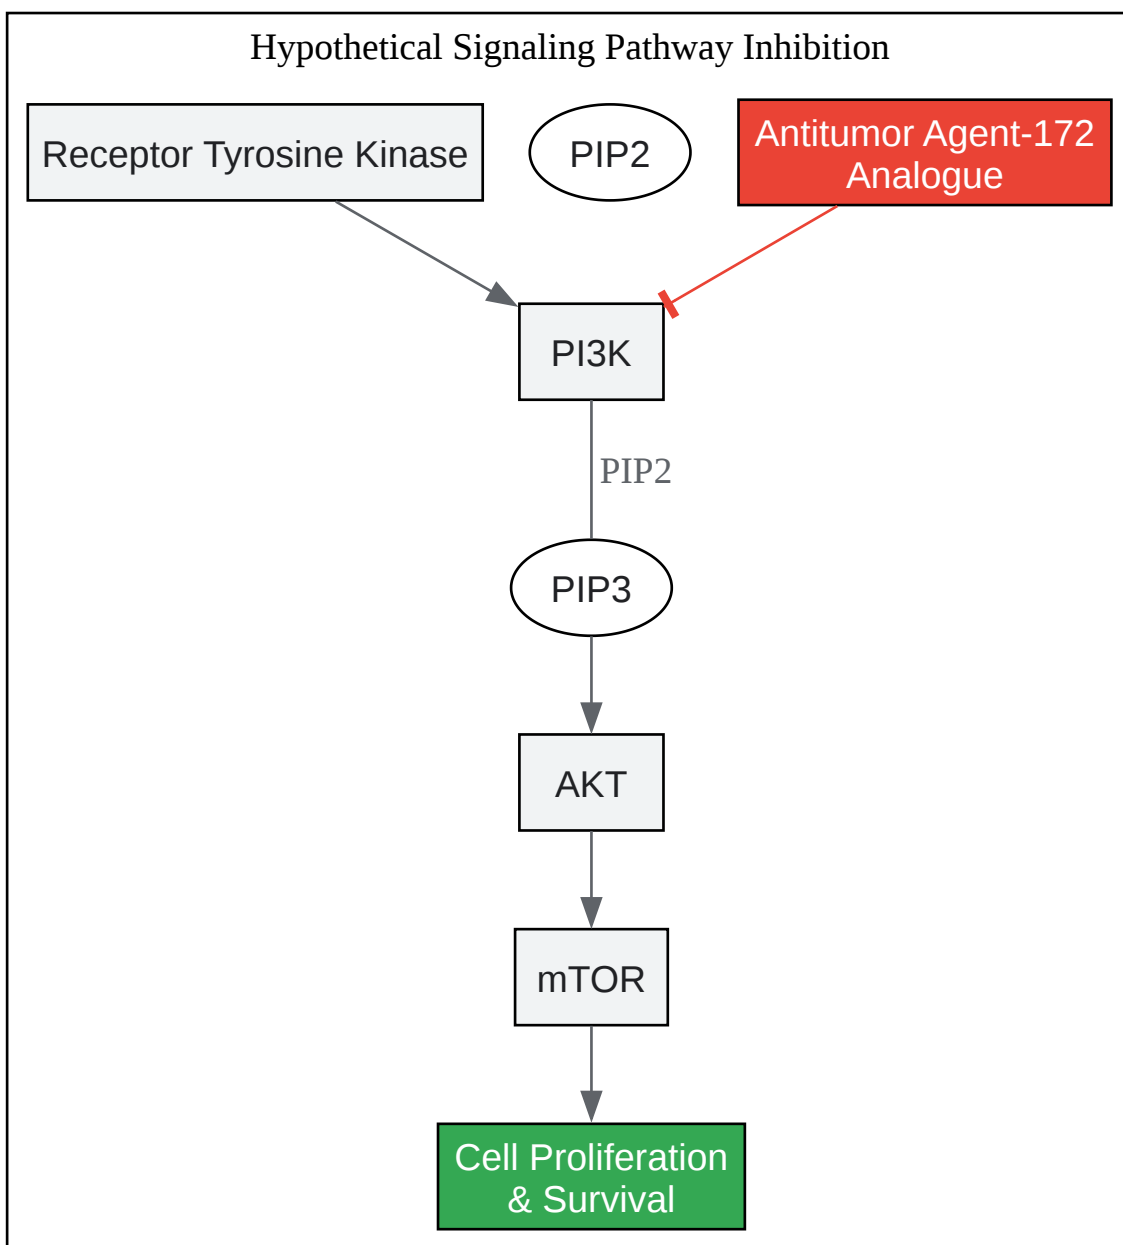 Hypothetical Signaling Pathway Inhibition
Receptor Tyrosine Kinase
PIP2
Antitumor Agent-172
Analogue
PI3K
PIP2
PIP3
AKT
mTOR
Cell Proliferation
& Survival